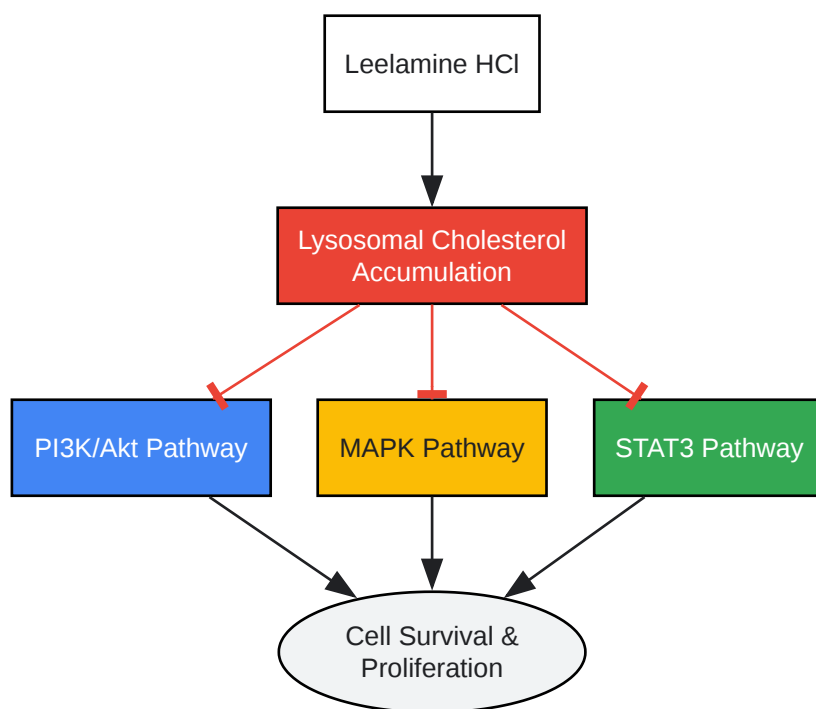 Leelamine HCl
Lysosomal Cholesterol
Accumulation
PI3K/Akt Pathway
MAPK Pathway
STAT3 Pathway
Cell Survival &
Proliferation